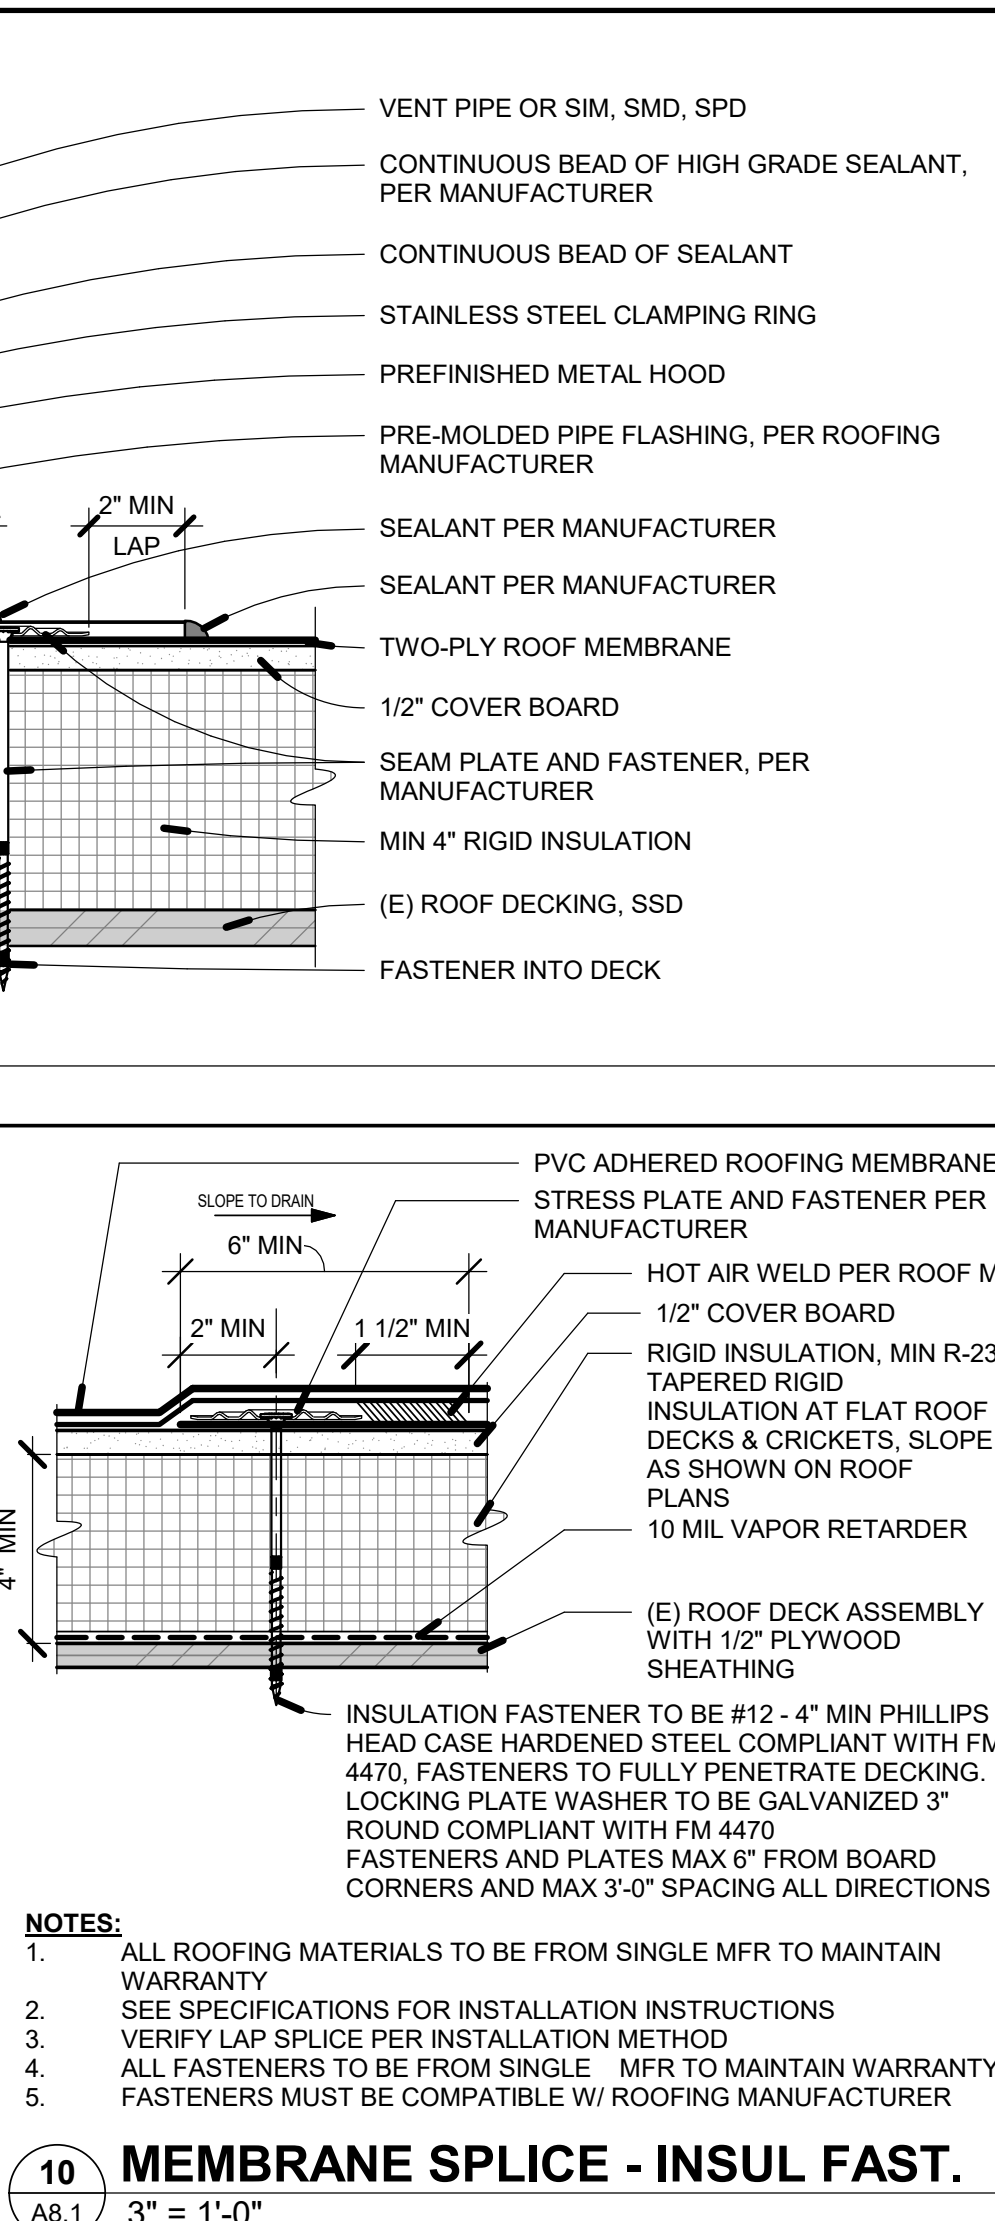 VENT PIPE OR SIM, SMD, SPD
CONTINUOUS BEAD OF HIGH GRADE SEALANT,
PER MANUFACTURER
CONTINUOUS BEAD OF SEALANT
STAINLESS STEEL CLAMPING RING
PREFINISHED METAL HOOD
PRE-MOLDED PIPE FLASHING, PER ROOFING
MANUFACTURER
2" MIN
LAP
SEALANT PER MANUFACTURER
SEALANT PER MANUFACTURER
TWO-PLY ROOF MEMBRANE
1/2" COVER BOARD
SEAM PLATE AND FASTENER, PER
MANUFACTURER
MIN 4" RIGID INSULATION
(E) ROOF DECKING, SSD
FASTENER INTO DECK
PVC ADHERED ROOFING MEMBRANE
STRESS PLATE AND FASTENER PER
MANUFACTURER
SLOPE TO DRAIN
6" MIN
HOT AIR WELD PER ROOF M
1/2" COVER BOARD
2" MIN
1 1/2" MIN
RIGID INSULATION, MIN R-23
TAPERED RIGID
INSULATION AT FLAT ROOF
DECKS & CRICKETS, SLOPE
AS SHOWN ON ROOF
PLANS
4" MIN
10 MIL VAPOR RETARDER
(E) ROOF DECK ASSEMBLY
WITH 1/2" PLYWOOD
SHEATHING
INSULATION FASTENER TO BE #12 - 4" MIN PHILLIPS
HEAD CASE HARDENED STEEL COMPLIANT WITH FM
4470, FASTENERS TO FULLY PENETRATE DECKING.
LOCKING PLATE WASHER TO BE GALVANIZED 3"
ROUND COMPLIANT WITH FM 4470
FASTENERS AND PLATES MAX 6" FROM BOARD
CORNERS AND MAX 3'-0" SPACING ALL DIRECTIONS
NOTES:
1. ALL ROOFING MATERIALS TO BE FROM SINGLE MFR TO MAINTAIN
WARRANTY
2. SEE SPECIFICATIONS FOR INSTALLATION INSTRUCTIONS
3. VERIFY LAP SPLICE PER INSTALLATION METHOD
4. ALL FASTENERS TO BE FROM SINGLE MFR TO MAINTAIN WARRANTY
5. FASTENERS MUST BE COMPATIBLE W/ ROOFING MANUFACTURER
10
A8.1
MEMBRANE SPLICE - INSUL FAST.
3" = 1'-0"